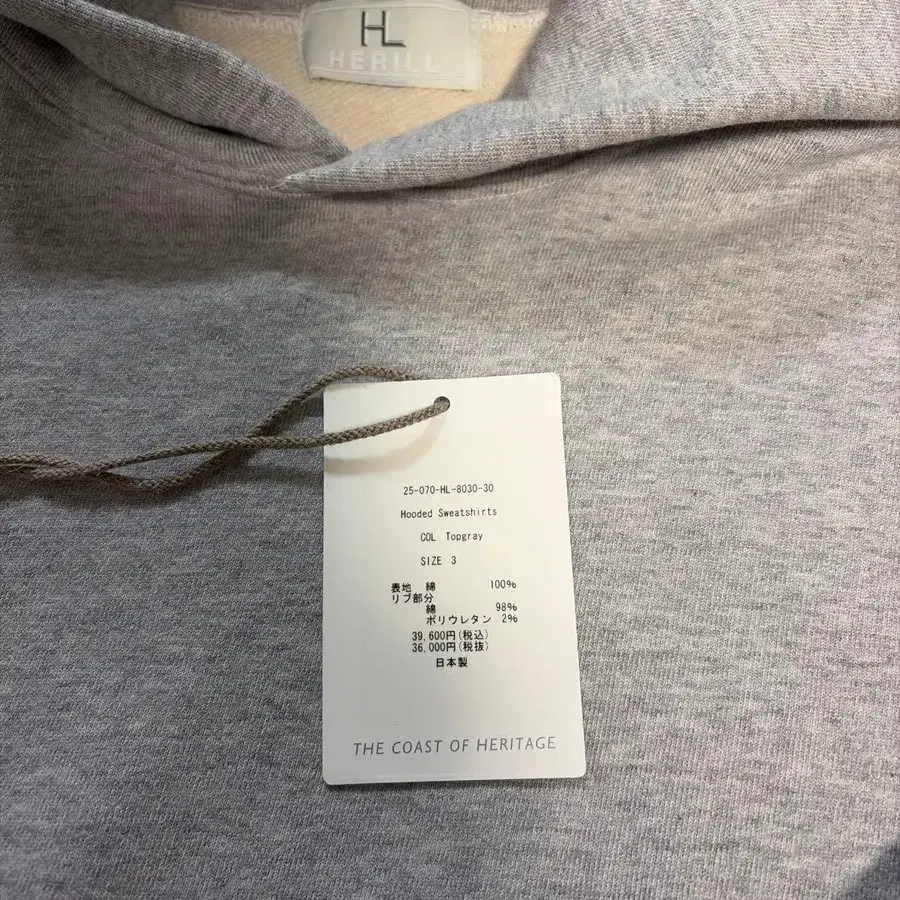 HL
HERILL
25-070-HL-8030-30
Hooded Sweatshirts
COL Topgray
SIZE 3
表地 綿 100%
リブ部分
綿 98%
ポリウレタン 2%
39,600円(税込)
36,000円(税抜)
日本製
THE COAST OF HERITAGE